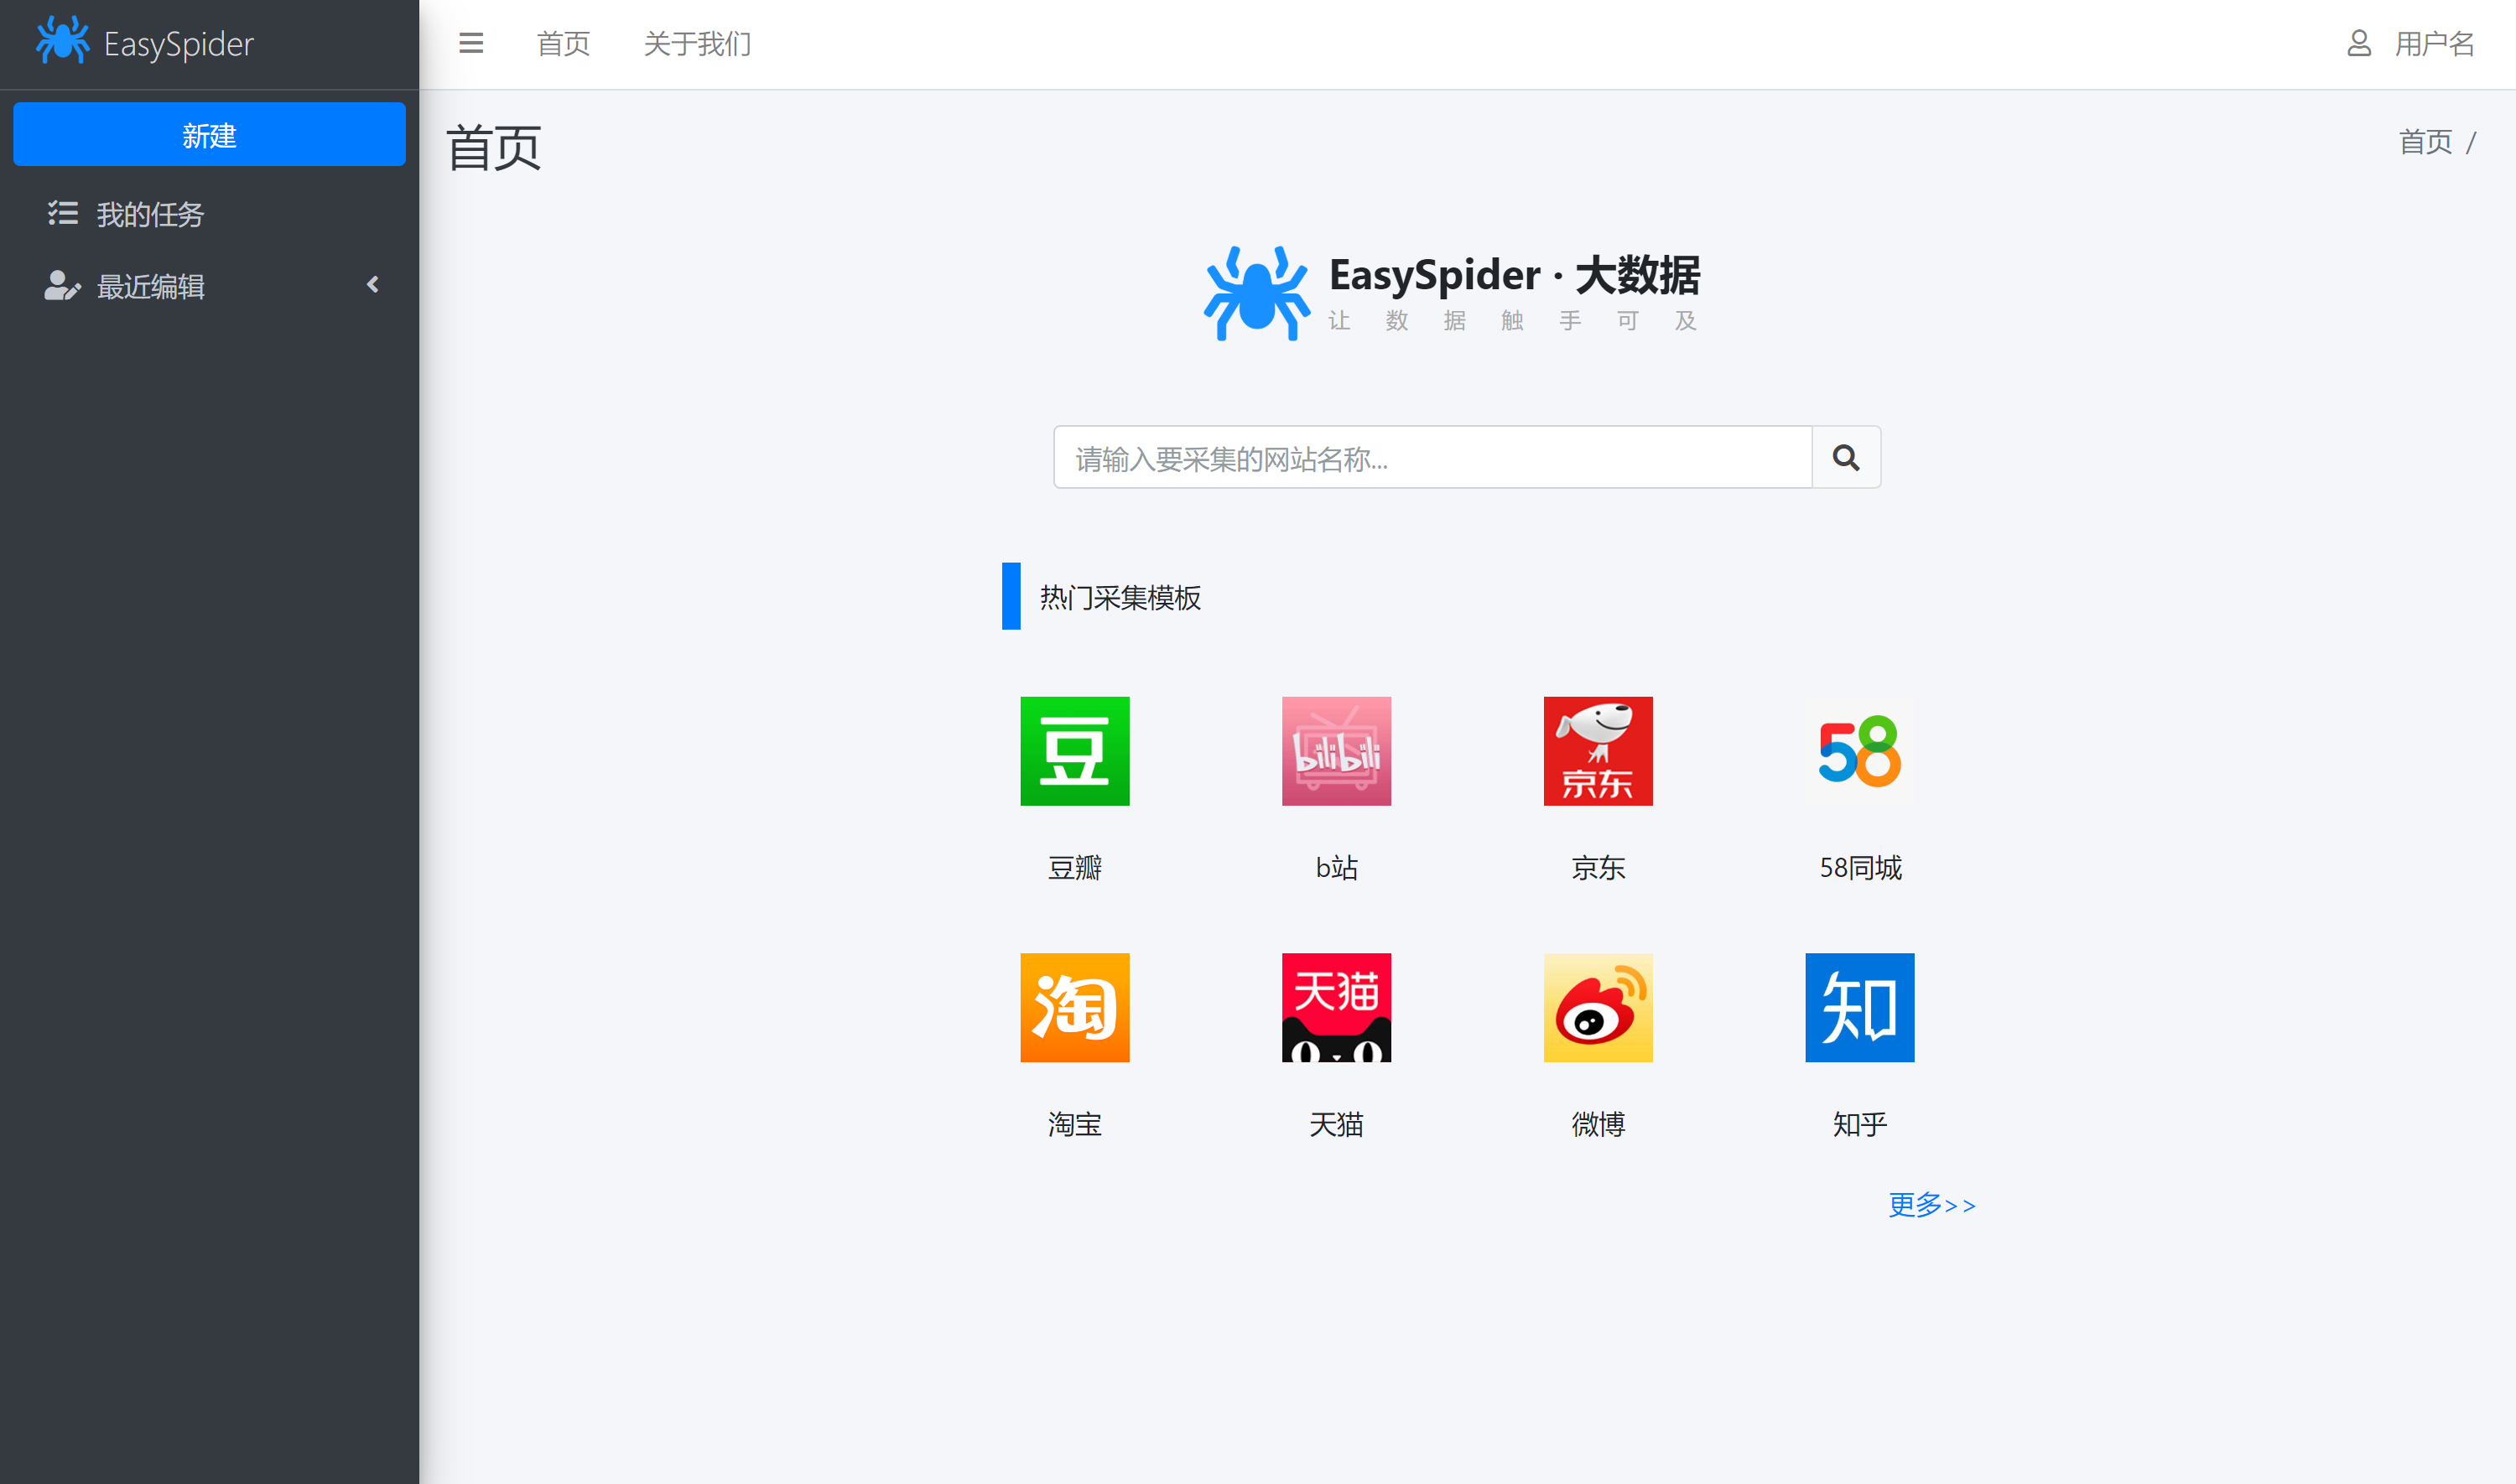 EasySpider
首页
关于我们
用户名
新建
我的任务
最近编辑
首页
首页 /
EasySpider · 大数据
让 数 据 触 手 可 及
请输入要采集的网站名称...
热门采集模板
豆
bilibili
京东
58
豆瓣
b站
京东
58同城
淘
天猫
知
淘宝
天猫
微博
知乎
更多>>